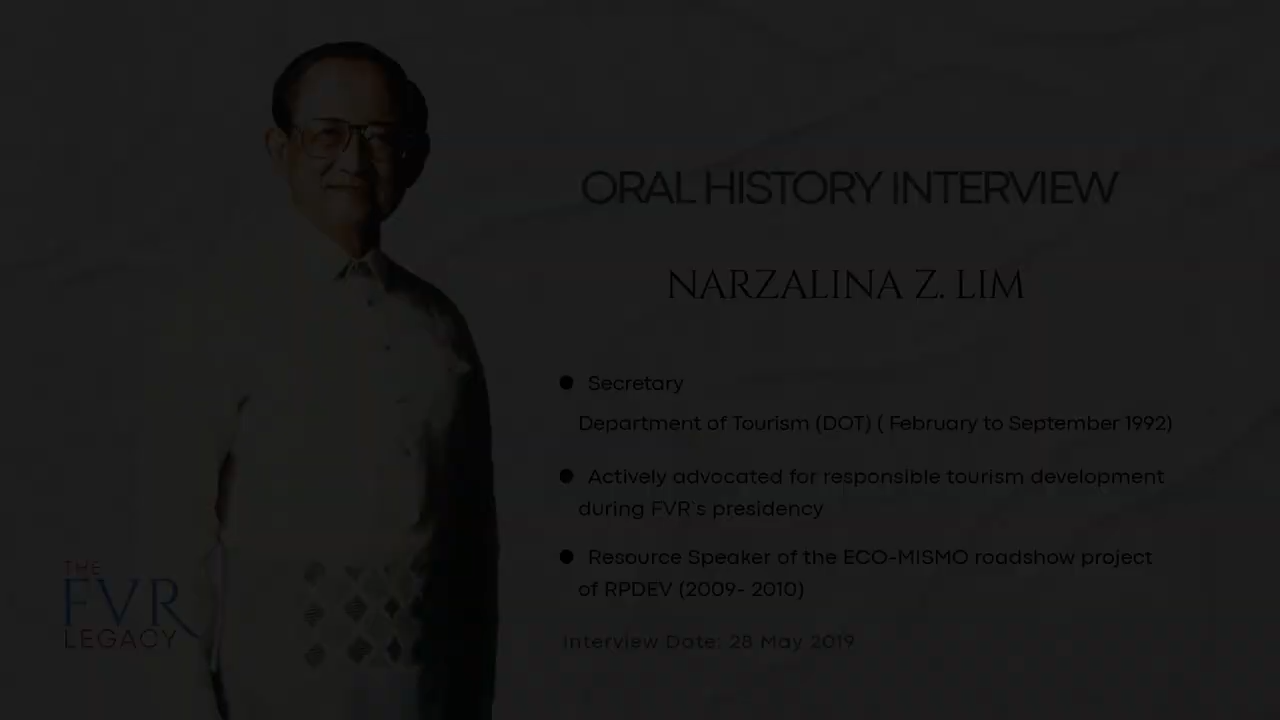 ORAL HISTORY INTERVIEW
NARZALINA Z. LIM
● Secretary
Department of Tourism (DOT) ( February to September 1992)
● Actively advocated for responsible tourism development
during FVR's presidency
● Resource Speaker of the ECO-MISMO roadshow project
of RPDEV (2009- 2010)
Interview Date: 28 May 2019
THE
FVR
LEGACY